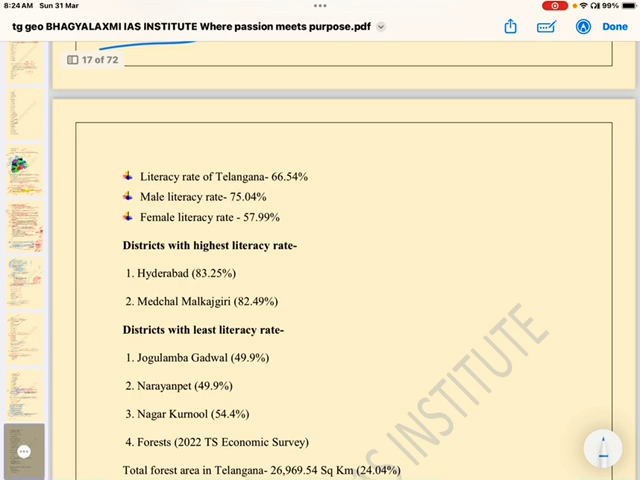 8:24 AM Sun 31 Mar
99%
tg geo BHAGYALAXMI IAS INSTITUTE Where passion meets purpose.pdf
Done
17 of 72
Literacy rate of Telangana- 66.54%
Male literacy rate- 75.04%
Female literacy rate - 57.99%
Districts with highest literacy rate-
1. Hyderabad (83.25%)
2. Medchal Malkajgiri (82.49%)
Districts with least literacy rate-
1. Jogulamba Gadwal (49.9%)
2. Narayanpet (49.9%)
3. Nagar Kurnool (54.4%)
4. Forests (2022 TS Economic Survey)
Total forest area in Telangana- 26,969.54 Sq Km (24.04%)
S INSTITUTE